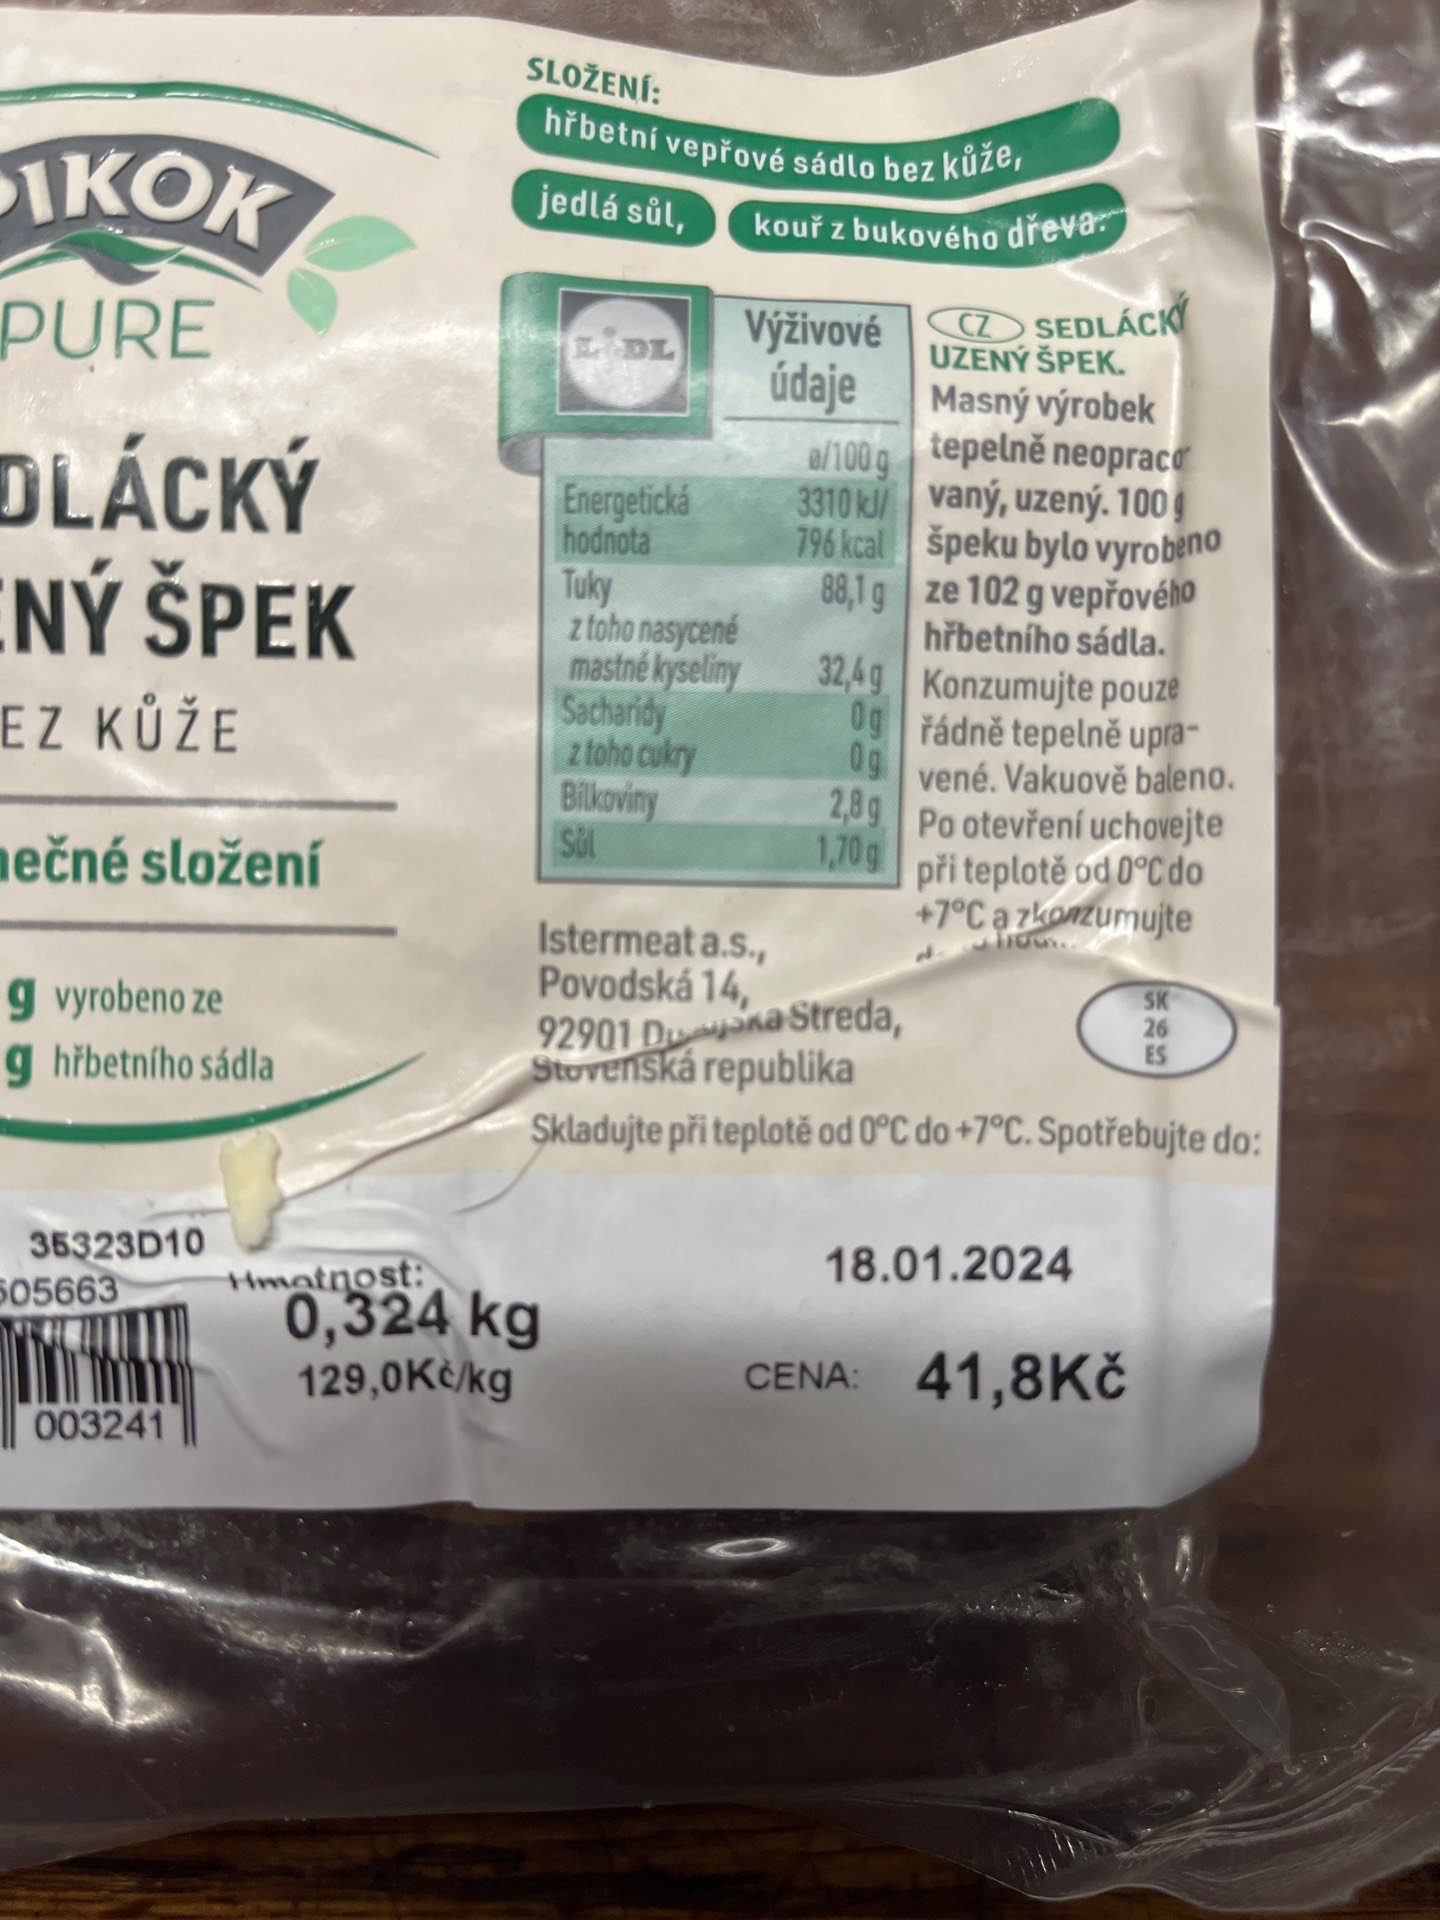 PIKOK
PURE
DLÁCKÝ
ENÝ ŠPEK
EZ KŮŽE
nečné složení
g vyrobeno ze
g hřbetního sádla
SLOŽENÍ:
hřbetní vepřové sádlo bez kůže,
jedlá sůl, kouř z bukového dřeva.
LIDL
Výživové
údaje
ø/100 g
Energetická 3310 kJ/
hodnota 796 kcal
Tuky 88,1 g
z toho nasycené
mastné kyseliny 32,4 g
Sacharidy 0 g
z toho cukry 0 g
Bílkoviny 2,8 g
Sůl 1,70 g
CZ SEDLÁCKÝ
UZENÝ ŠPEK.
Masný výrobek
tepelně neopraco-
vaný, uzený. 100 g
špeku bylo vyrobeno
ze 102 g vepřového
hřbetního sádla.
Konzumujte pouze
řádně tepelně upra-
vené. Vakuově baleno.
Po otevření uchovejte
při teplotě od 0°C do
+7°C a zkonzumujte
Istermeat a.s.,
Povodská 14,
92901 Streda,
Slovenská republika
SK
26
ES
Skladujte při teplotě od 0°C do +7°C. Spotřebujte do:
35323D10
505663
003241
Hmotnost:
0,324 kg
129,0Kč/kg
18.01.2024
CENA: 41,8Kč